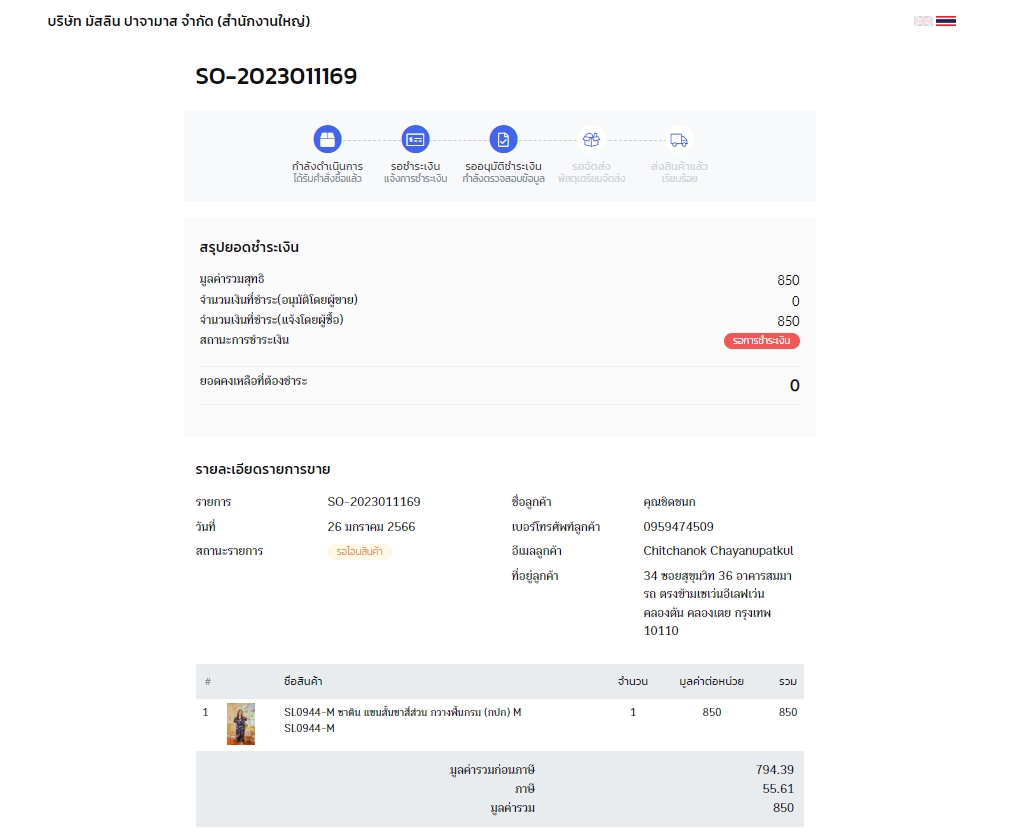 บริษัท มัสลิน ปาจามาส จำกัด (สำนักงานใหญ่)
SO-2023011169
กำลังดำเนินการ
ได้รับคำสั่งซื้อแล้ว
รอชำระเงิน
แจ้งการชำระเงิน
รออนุมัติชำระเงิน
กำลังตรวจสอบข้อมูล
รอจัดส่ง
พัสดุเตรียมจัดส่ง
ส่งสินค้าแล้ว
เรียบร้อย
สรุปยอดชำระเงิน
มูลค่ารวมสุทธิ 850
จำนวนเงินที่ชำระ(อนุมัติโดยผู้ขาย) 0
จำนวนเงินที่ชำระ(แจ้งโดยผู้ซื้อ) 850
สถานะการชำระเงิน รอการชำระเงิน
ยอดคงเหลือที่ต้องชำระ 0
รายละเอียดรายการขาย
รายการ SO-2023011169
วันที่ 26 มกราคม 2566
สถานะรายการ รอโอนสินค้า
ชื่อลูกค้า คุณชิดชนก
เบอร์โทรศัพท์ลูกค้า 0959474509
อีเมลลูกค้า Chitchanok Chayanupatkul
ที่อยู่ลูกค้า 34 ซอยสุขุมวิท 36 อาคารสมมา
รถ ตรงข้ามเซเว่นอีเลฟเว่น
คลองตัน คลองเตย กรุงเทพ
10110
# ชื่อสินค้า จำนวน มูลค่าต่อหน่วย รวม
1 SL0944-M ซาติน แขนสั้นขาสี่ส่วน กวางพื้นกรม (กปก) M 1 850 850
SL0944-M
มูลค่ารวมก่อนภาษี 794.39
ภาษี 55.61
มูลค่ารวม 850